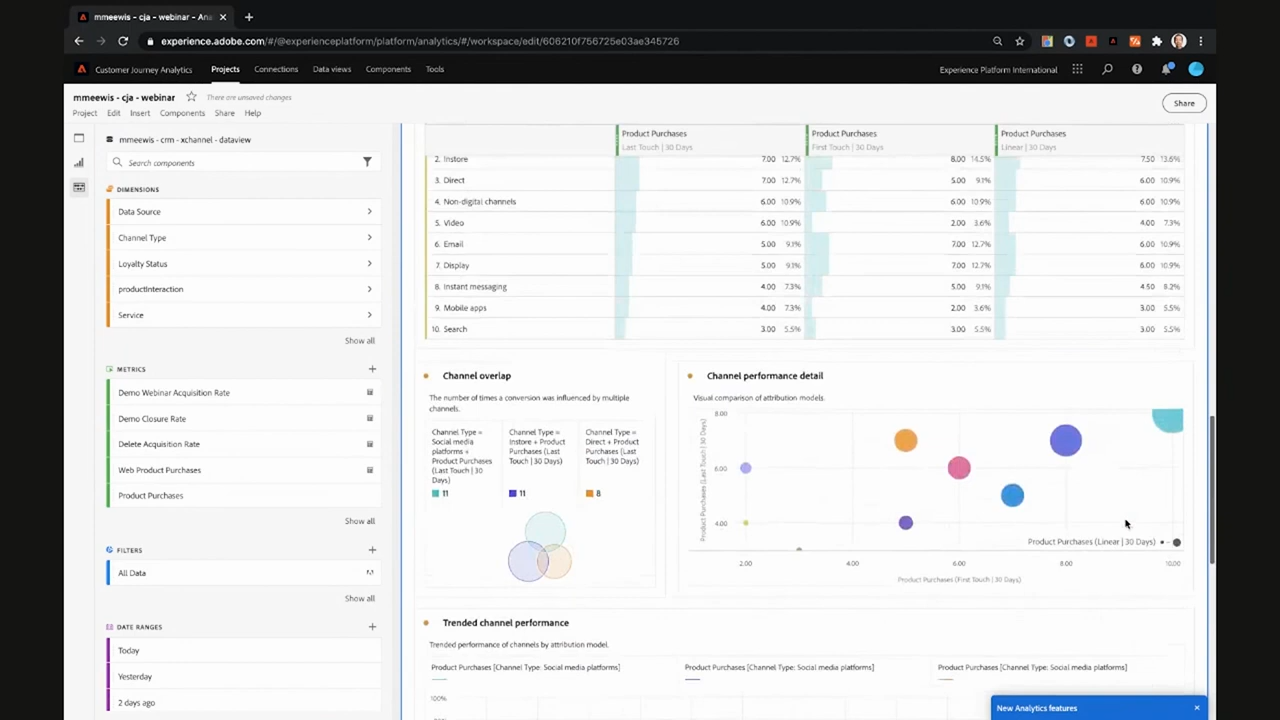 mmeewis - cja - webinar - Ana
experience.adobe.com/#/@experienceplatform/platform/analytics/#/workspace/edit/606210f756725e03ae345726
Customer Journey Analytics Projects Connections Data views Components Tools Experience Platform International
mmeewis - cja - webinar There are unsaved changes
Share
Project Edit Insert Components Share Help
mmeewis - crm - xchannel - dataview
Search components
DIMENSIONS
Data Source
Channel Type
Loyalty Status
productInteraction
Service
Show all
METRICS
Demo Webinar Acquisition Rate
Demo Closure Rate
Delete Acquisition Rate
Web Product Purchases
Product Purchases
Show all
FILTERS
All Data
Show all
DATE RANGES
Today
Yesterday
2 days ago
Product Purchases Product Purchases Product Purchases
Last Touch | 30 Days First Touch | 30 Days Linear | 30 Days
2. Instore 7.00 12.7% 8.00 14.5% 7.50 13.6%
3. Direct 7.00 12.7% 5.00 9.1% 6.00 10.9%
4. Non-digital channels 6.00 10.9% 6.00 10.9% 6.00 10.9%
5. Video 6.00 10.9% 2.00 3.6% 4.00 7.3%
6. Email 5.00 9.1% 7.00 12.7% 6.00 10.9%
7. Display 5.00 9.1% 7.00 12.7% 6.00 10.9%
8. Instant messaging 4.00 7.3% 5.00 9.1% 4.50 8.2%
9. Mobile apps 4.00 7.3% 2.00 3.6% 3.00 5.5%
10. Search 3.00 5.5% 3.00 5.5% 3.00 5.5%
Channel overlap
The number of times a conversion was influenced by multiple
channels.
Channel Type =
Social media
platforms +
Product Purchases
(Last Touch | 30
Days)
11
Channel Type =
Instore + Product
Purchases (Last
Touch | 30 Days)
11
Channel Type =
Direct + Product
Purchases (Last
Touch | 30 Days)
8
Channel performance detail
Visual comparison of attribution models.
Product Purchases (Last Touch | 30 Days)
8.00
6.00
4.00
Product Purchases (Linear | 30 Days)
2.00 4.00 6.00 8.00 10.00
Product Purchases (First Touch | 30 Days)
Trended channel performance
Trended performance of channels by attribution model.
Product Purchases [Channel Type: Social media platforms] Product Purchases [Channel Type: Social media platforms] Product Purchases [Channel Type: Social media platforms]
100%
New Analytics features